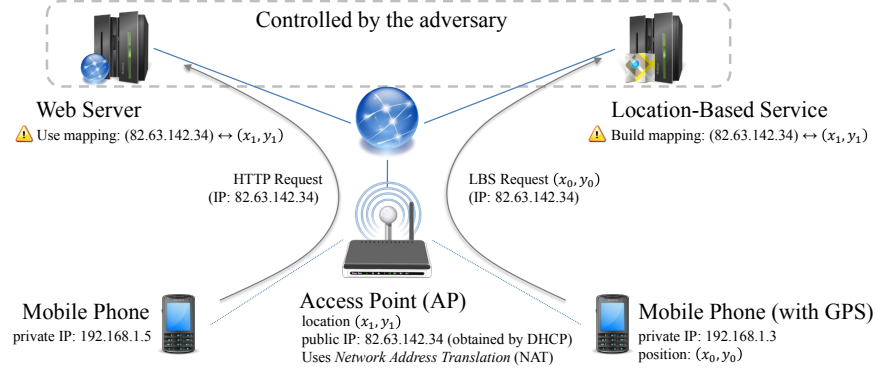 Controlled by the adversary
Web Server
Use mapping: (82.63.142.34) ↔ (x₁, y₁)
Location-Based Service
Build mapping: (82.63.142.34) ↔ (x₁, y₁)
HTTP Request
(IP: 82.63.142.34)
LBS Request (x₀, y₀)
(IP: 82.63.142.34)
Mobile Phone
private IP: 192.168.1.5
Access Point (AP)
location (x₁, y₁)
public IP: 82.63.142.34 (obtained by DHCP)
Uses Network Address Translation (NAT)
Mobile Phone (with GPS)
private IP: 192.168.1.3
position: (x₀, y₀)